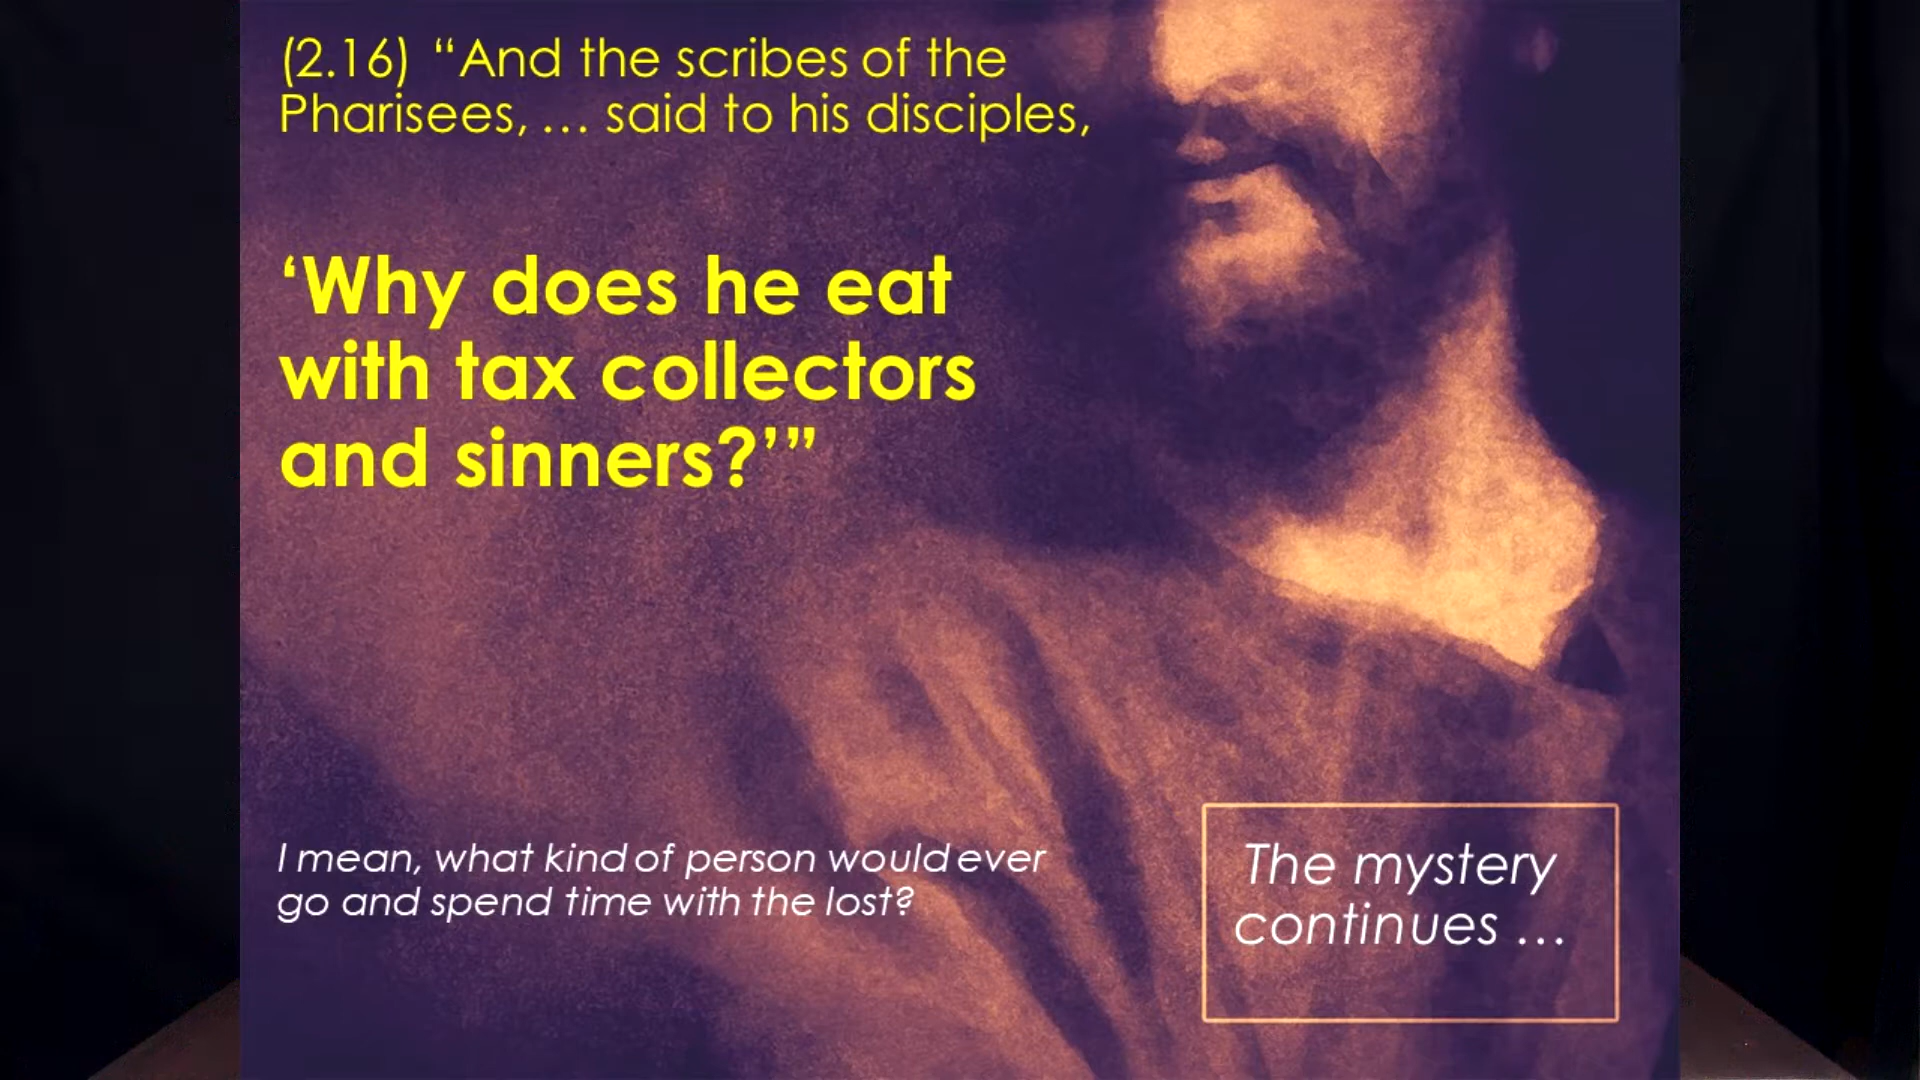 (2.16) “And the scribes of the
Pharisees, … said to his disciples,
‘Why does he eat
with tax collectors
and sinners?’”
I mean, what kind of person would ever
go and spend time with the lost?
The mystery
continues …